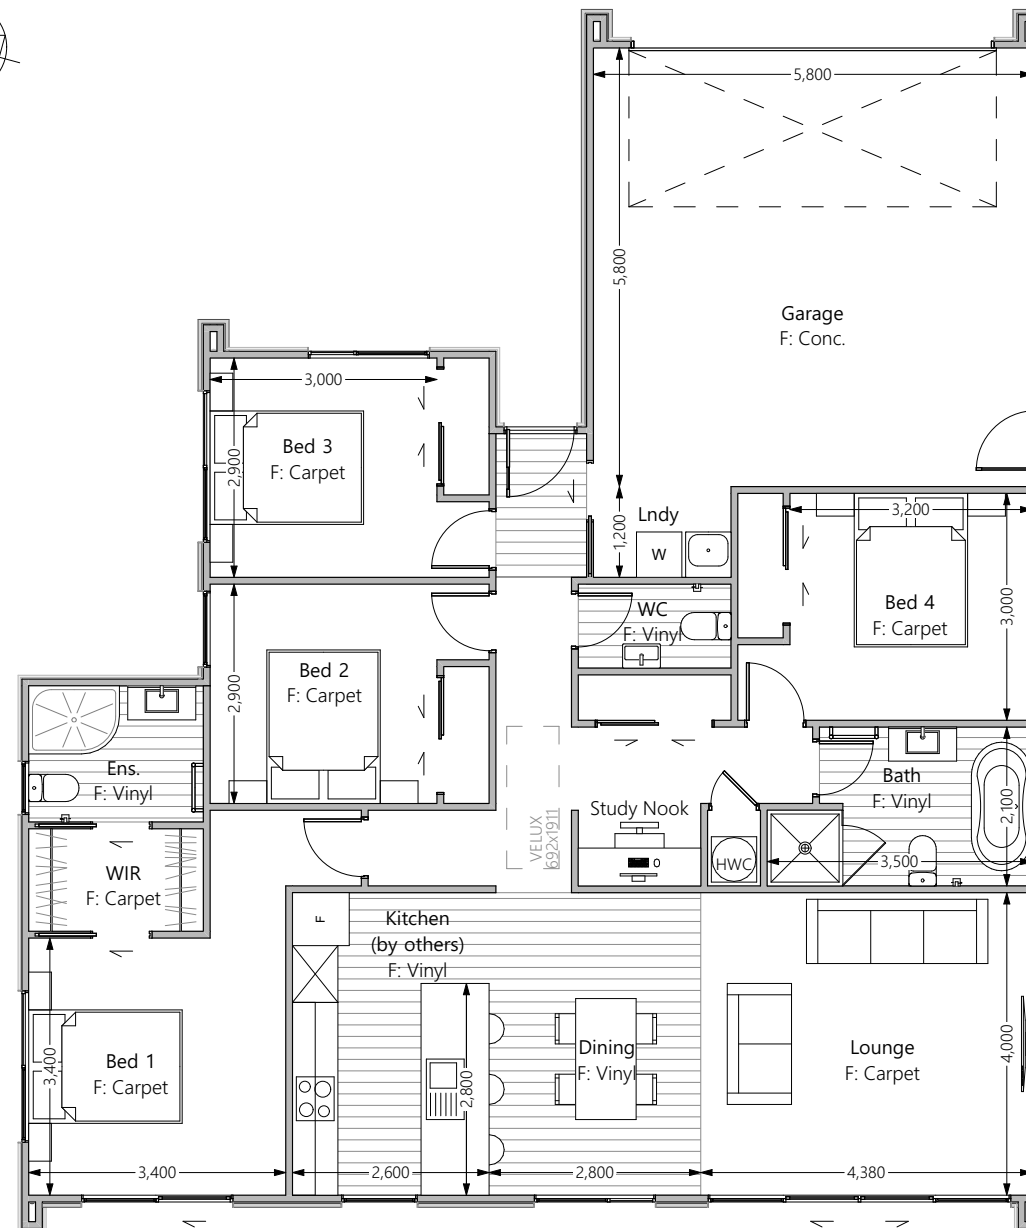 5,800
5,800
Garage
F: Conc.
3,000
Bed 3
F: Carpet
2,900
1,200
Lndy
W
3,200
Bed 4
F: Carpet
3,000
WC
F: Vinyl
Bed 2
F: Carpet
2,900
Ens.
F: Vinyl
VELUX
692x1911
Study Nook
Bath
F: Vinyl
2,100
3,500
HWC
WIR
F: Carpet
F
Kitchen
(by others)
F: Vinyl
Bed 1
F: Carpet
3,400
2,800
Dining
F: Vinyl
Lounge
F: Carpet
4,000
3,400
2,600
2,800
4,380